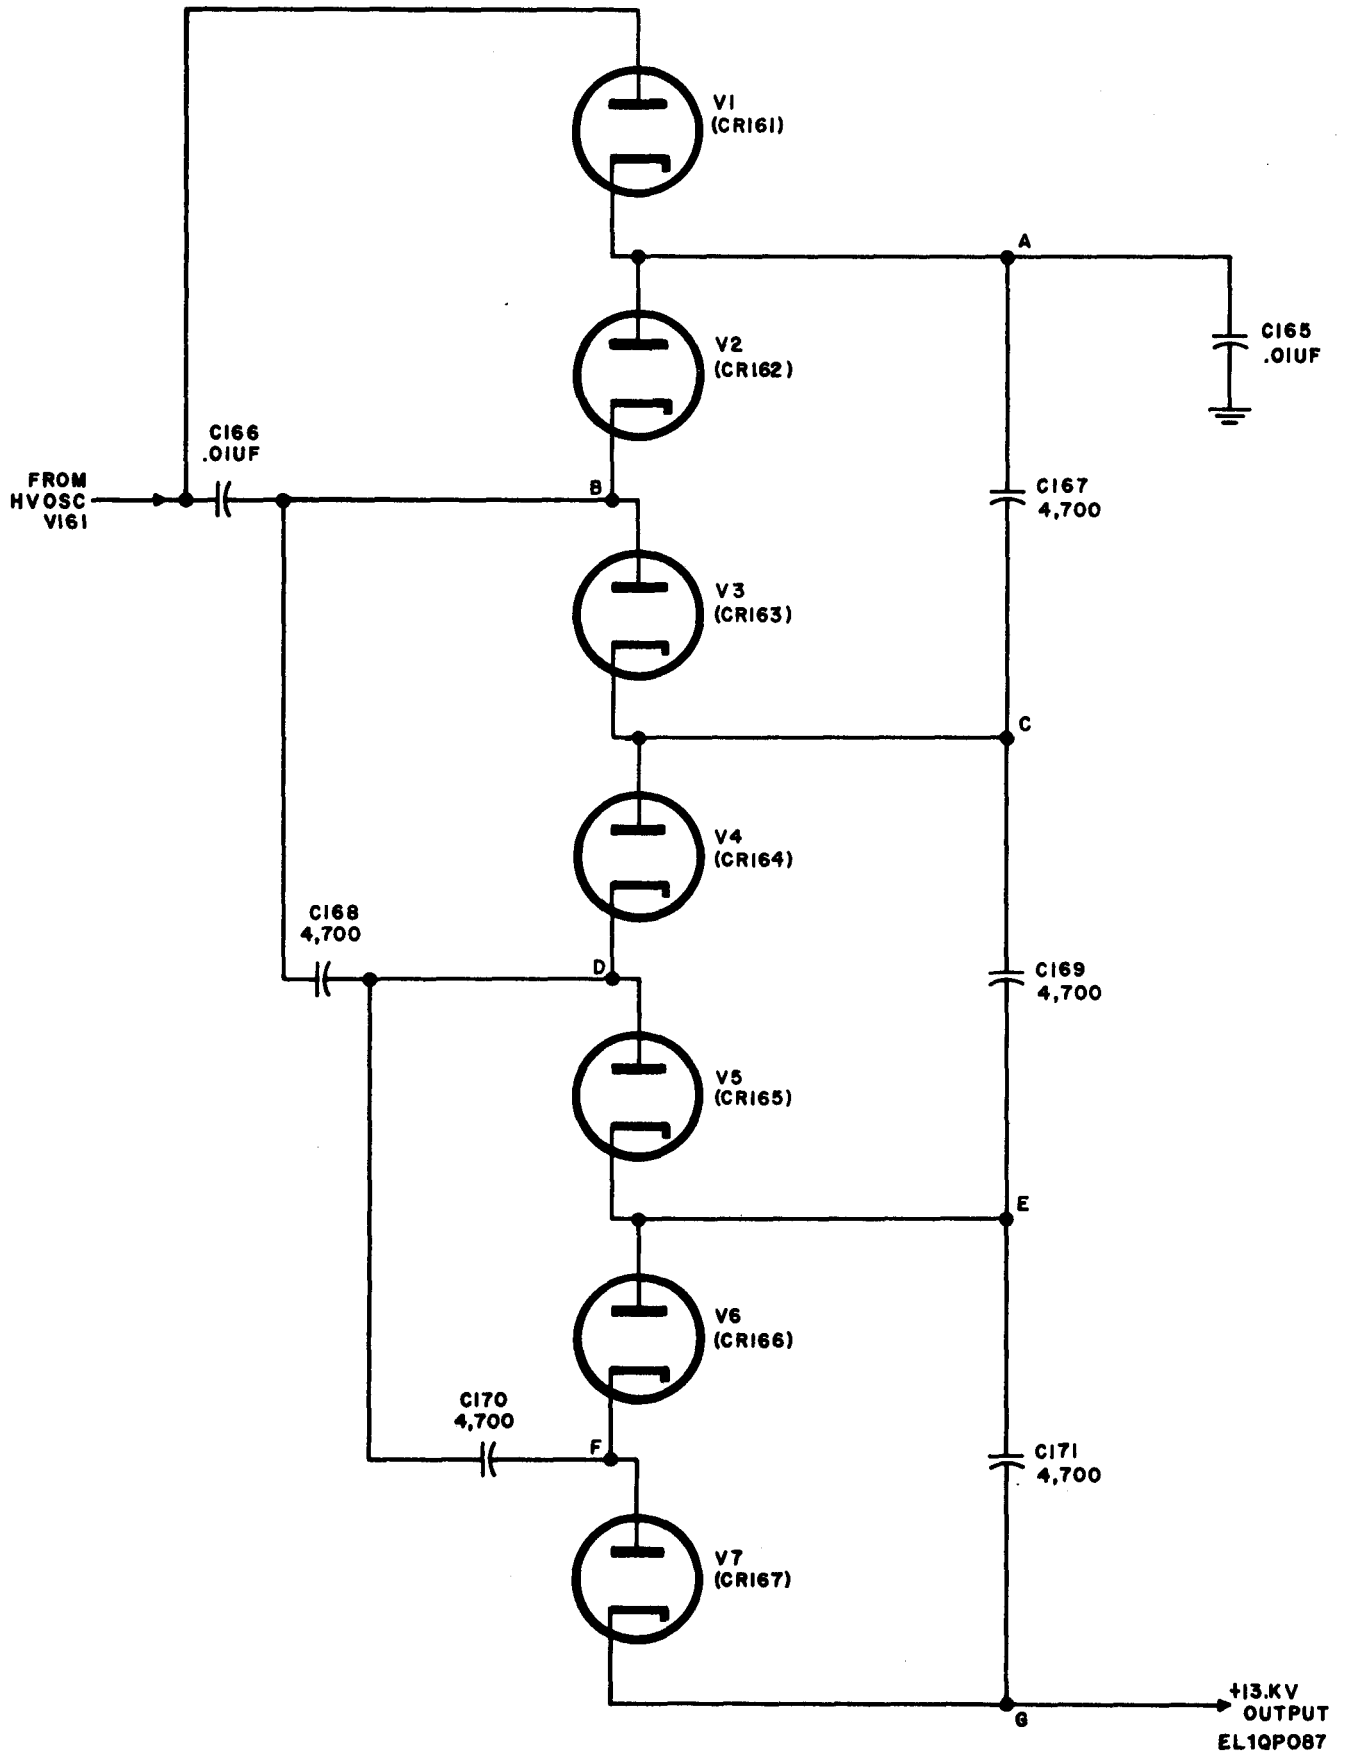 V1
(CR161)
A
C165
.01UF
V2
(CR162)
C166
.01UF
FROM
HV OSC
V161
B
C167
4,700
V3
(CR163)
C
V4
(CR164)
C168
4,700
D
C169
4,700
V5
(CR165)
E
V6
(CR166)
C170
4,700
F
C171
4,700
V7
(CR167)
+13.KV
OUTPUT
G
EL1QP087